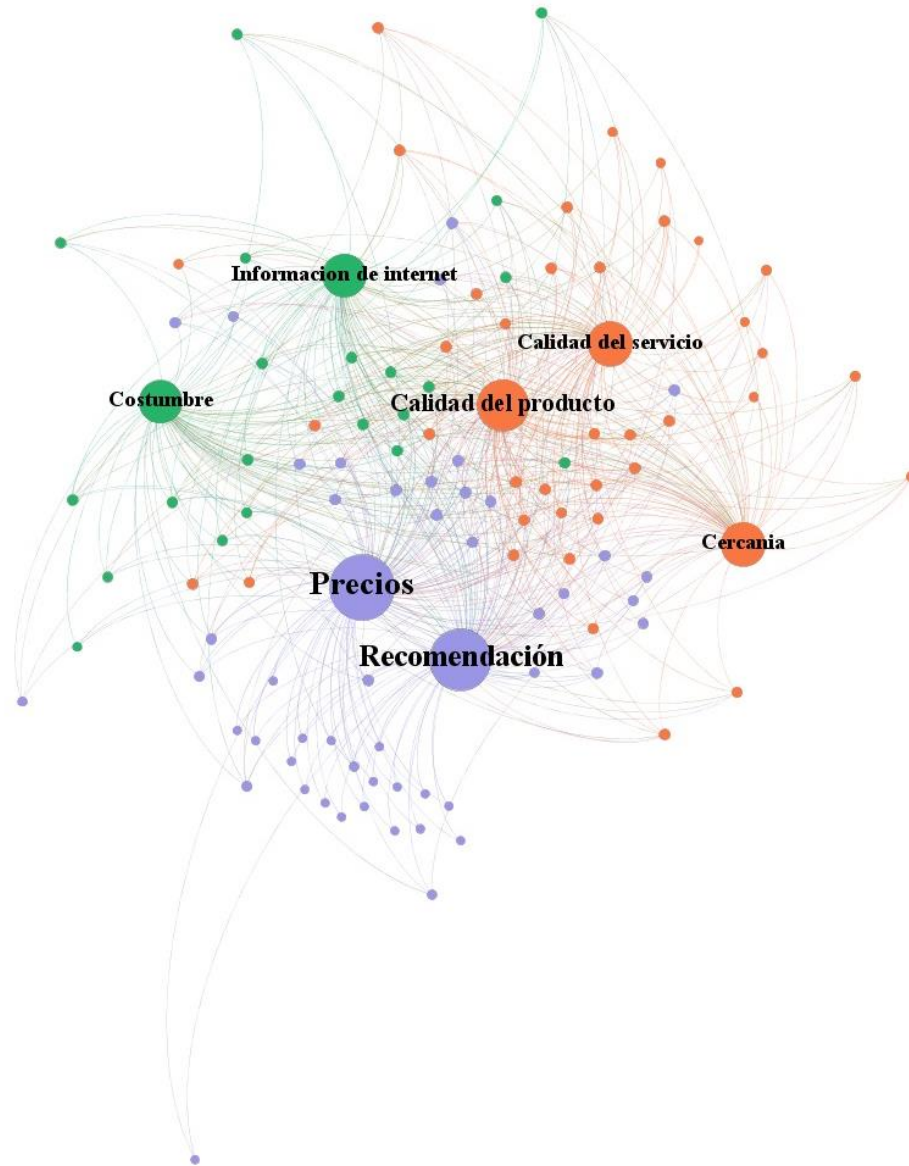 Informacion de internet
Calidad del servicio
Costumbre
Calidad del producto
Cercania
Precios
Recomendación